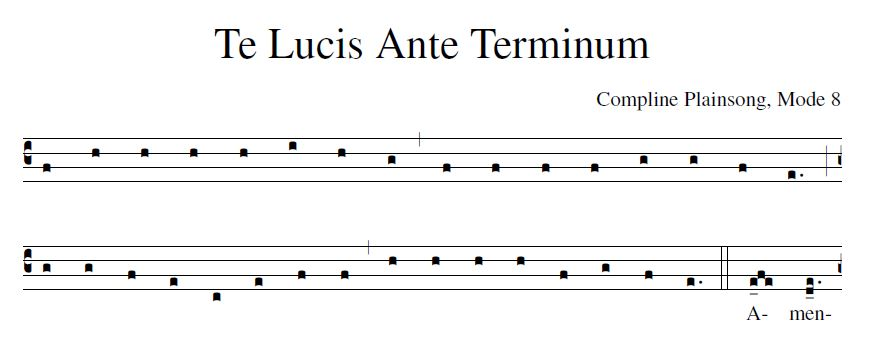 Te Lucis Ante Terminum
Compline Plainsong, Mode 8
A- men-